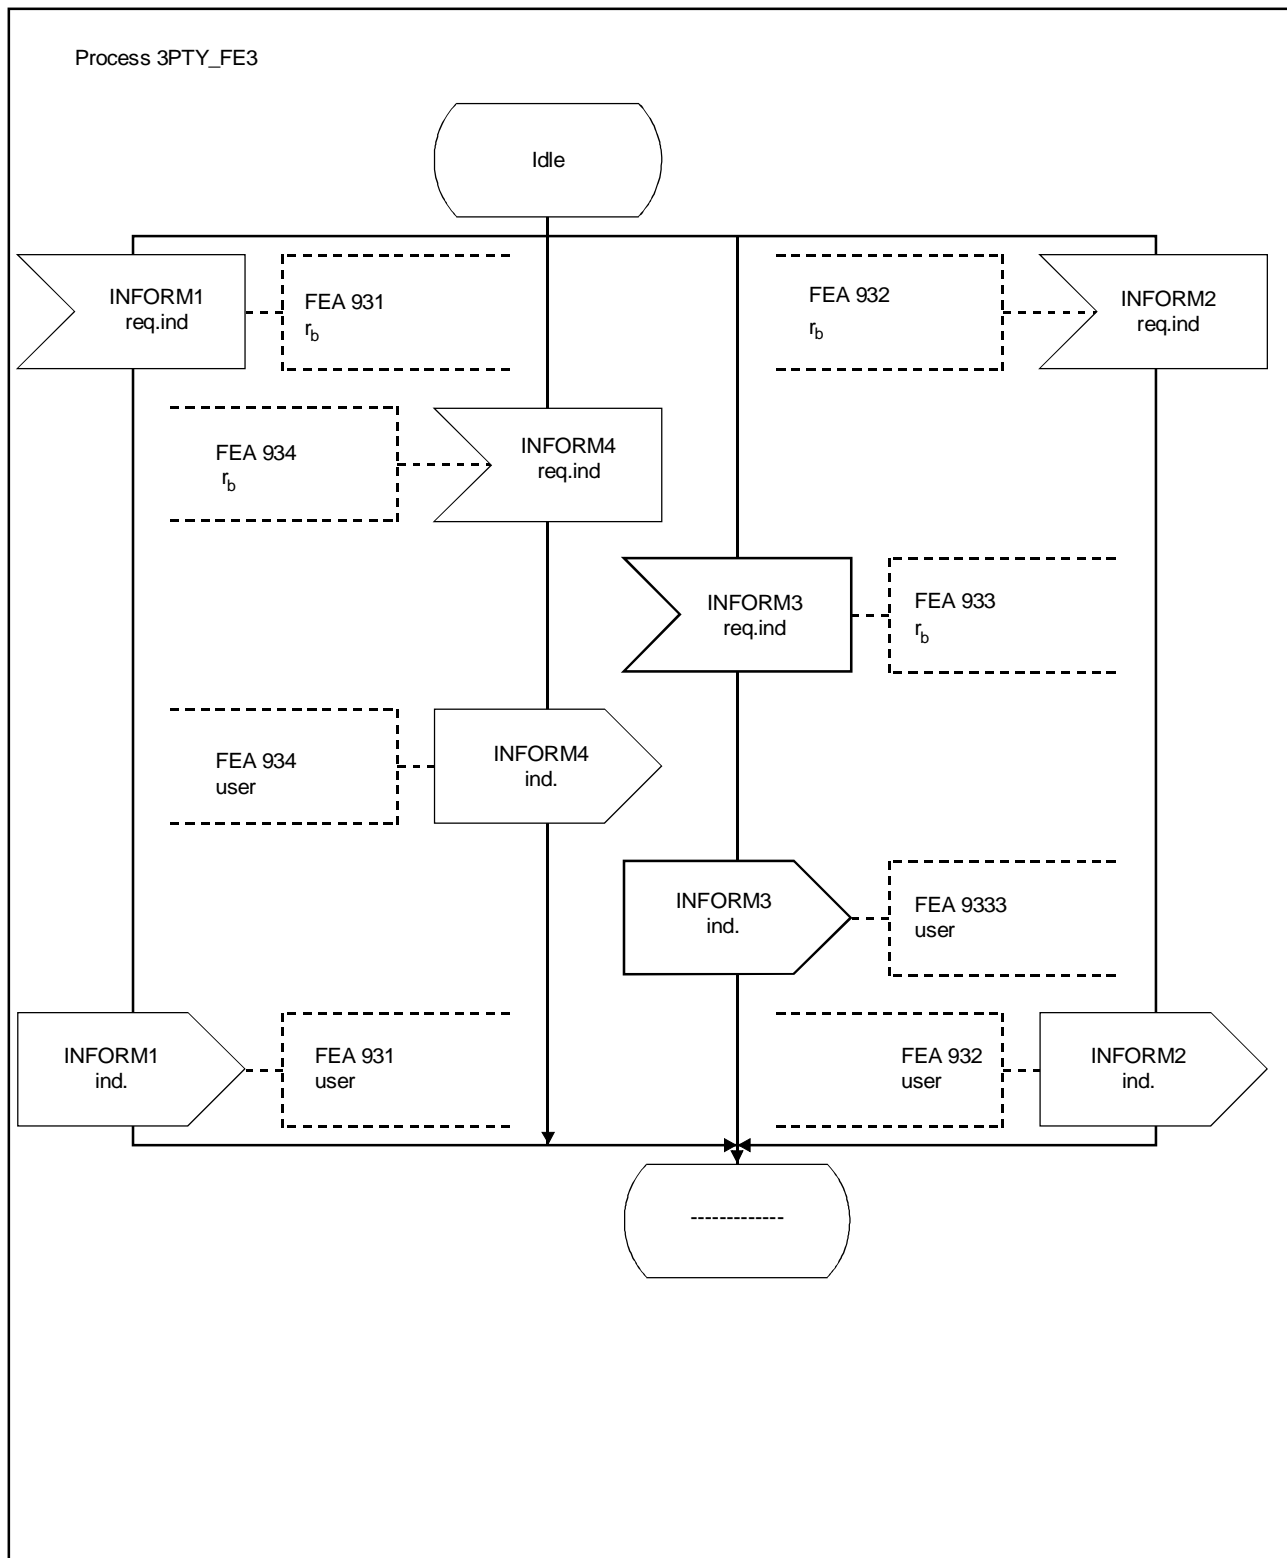 Process 3PTY_FE3
Idle
INFORM1
req.ind
FEA 931
r_b
FEA 932
r_b
INFORM2
req.ind
FEA 934
r_b
INFORM4
req.ind
INFORM3
req.ind
FEA 933
r_b
FEA 934
user
INFORM4
ind.
INFORM3
ind.
FEA 9333
user
INFORM1
ind.
FEA 931
user
FEA 932
user
INFORM2
ind.
-------------